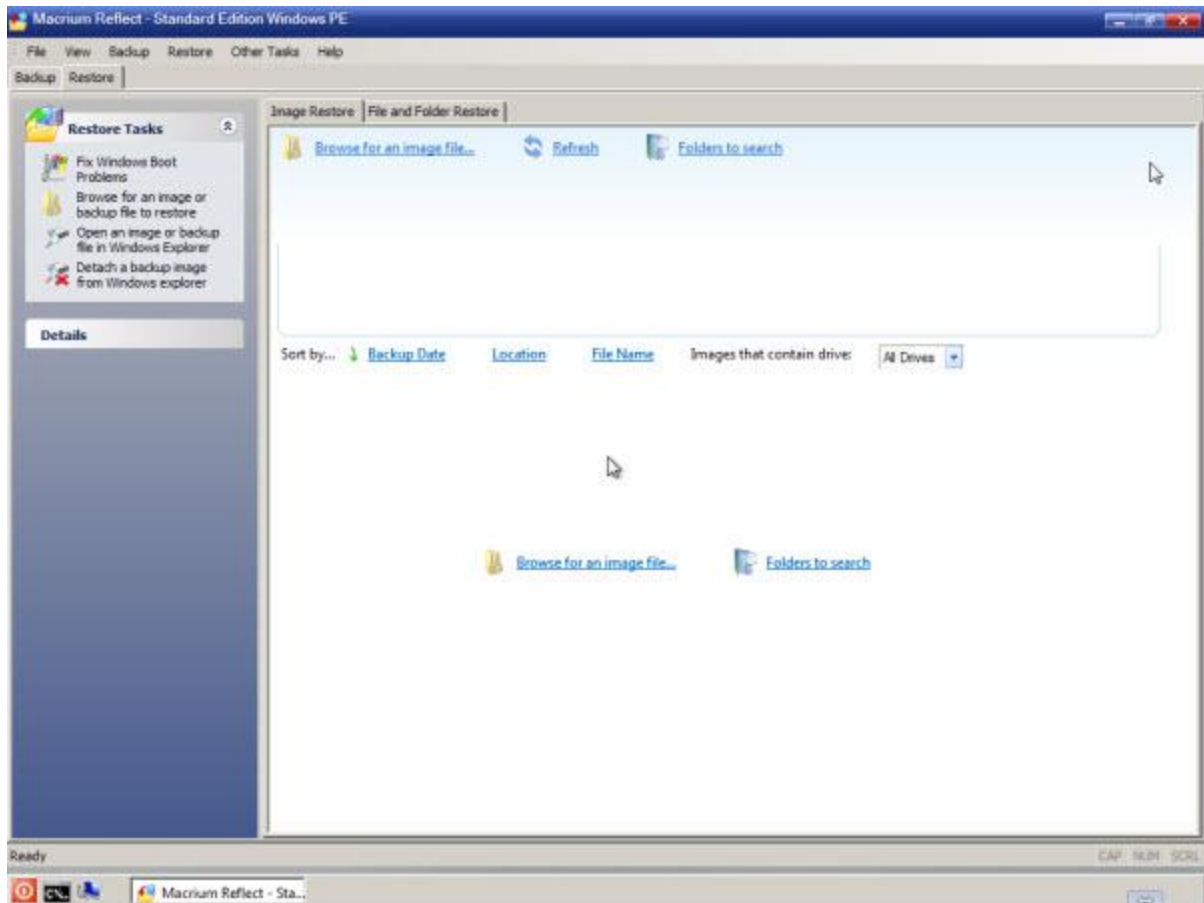 Macrium Reflect - Standard Edition Windows PE
File View Backup Restore Other Tasks Help
Backup Restore
Restore Tasks
Fix Windows Boot
Problems
Browse for an image or
backup file to restore
Open an image or backup
file in Windows Explorer
Detach a backup image
from Windows explorer
Details
Image Restore File and Folder Restore
Browse for an image file... Refresh Folders to search
Sort by... Backup Date Location File Name Images that contain drive: All Drives
Browse for an image file... Folders to search
Ready
CAP NUM SCRL
C:\. Macrium Reflect - Sta...